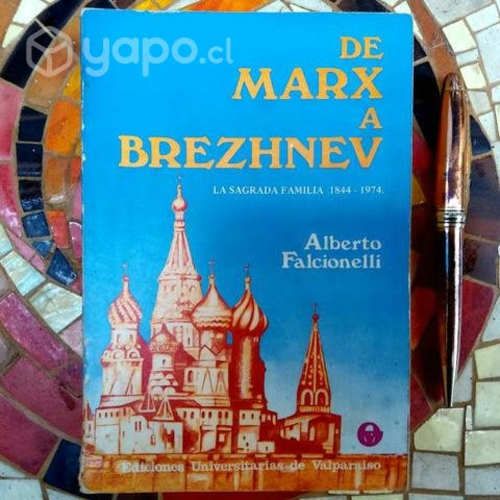 yapo.cl
DE
MARX
A
BREZHNEV
LA SAGRADA FAMILIA 1844 - 1974.
Alberto
Falcionelli
Ediciones Universitarias de Valparaíso